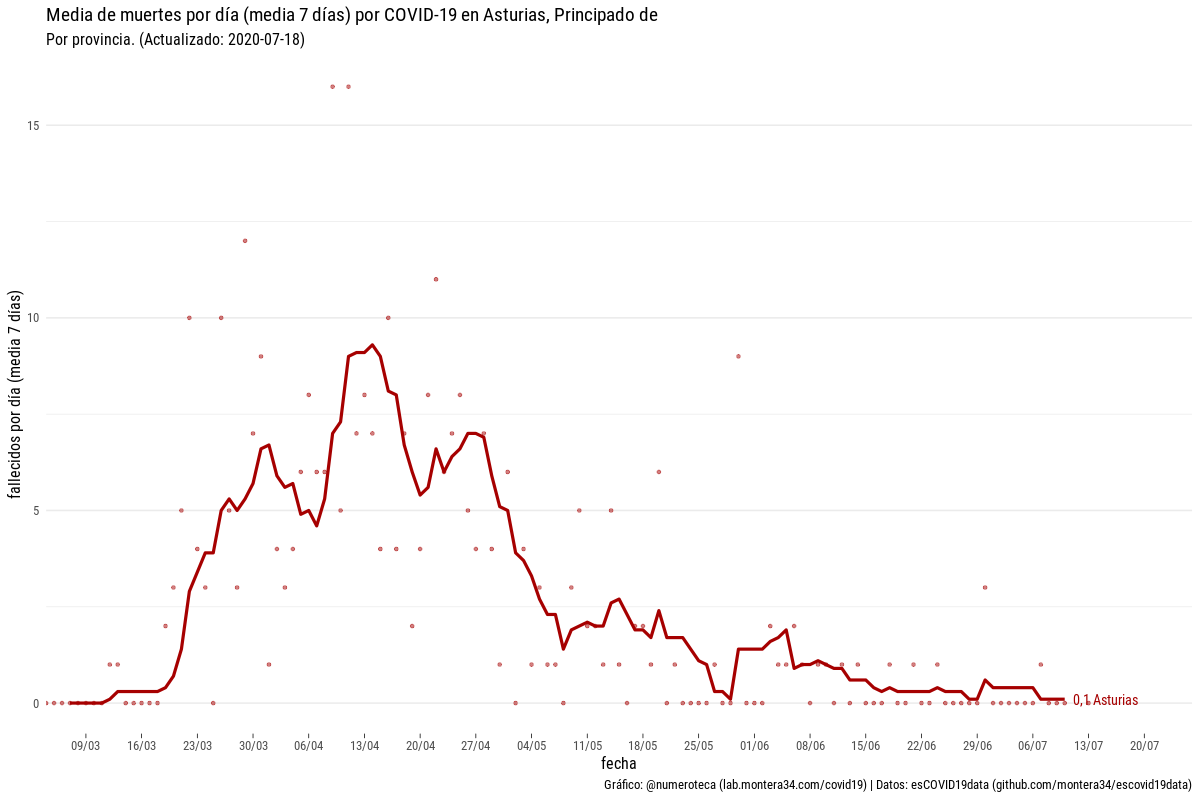 Media de muertes por día (media 7 días) por COVID-19 en Asturias, Principado de
Por provincia. (Actualizado: 2020-07-18)
fallecidos por día (media 7 días)
15
10
5
0
0,1 Asturias
09/03 16/03 23/03 30/03 06/04 13/04 20/04 27/04 04/05 11/05 18/05 25/05 01/06 08/06 15/06 22/06 29/06 06/07 13/07 20/07
fecha
Gráfico: @numeroteca (lab.montera34.com/covid19) | Datos: esCOVID19data (github.com/montera34/escovid19data)